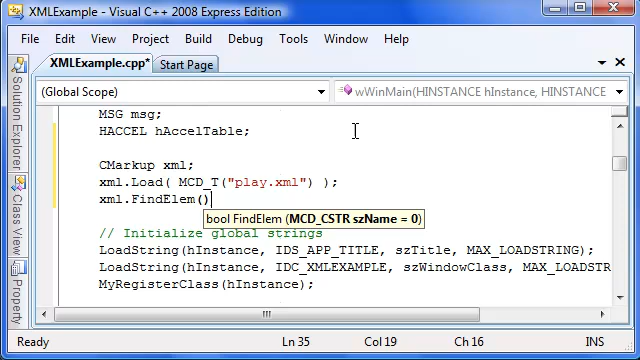 XMLExample - Visual C++ 2008 Express Edition
File Edit View Project Build Debug Tools Window Help
XMLExample.cpp* Start Page
(Global Scope) wWinMain(HINSTANCE hInstance, HINSTANCE
Solution Explorer
Class View
Property
MSG msg;
HACCEL hAccelTable;
CMarkup xml;
xml.Load( MCD_T("play.xml") );
xml.FindElem()
bool FindElem (MCD_CSTR szName = 0)
// Initialize global strings
LoadString(hInstance, IDS_APP_TITLE, szTitle, MAX_LOADSTRING);
LoadString(hInstance, IDC_XMLEXAMPLE, szWindowClass, MAX_LOADSTR
MyRegisterClass(hInstance);
Ready Ln 35 Col 19 Ch 16